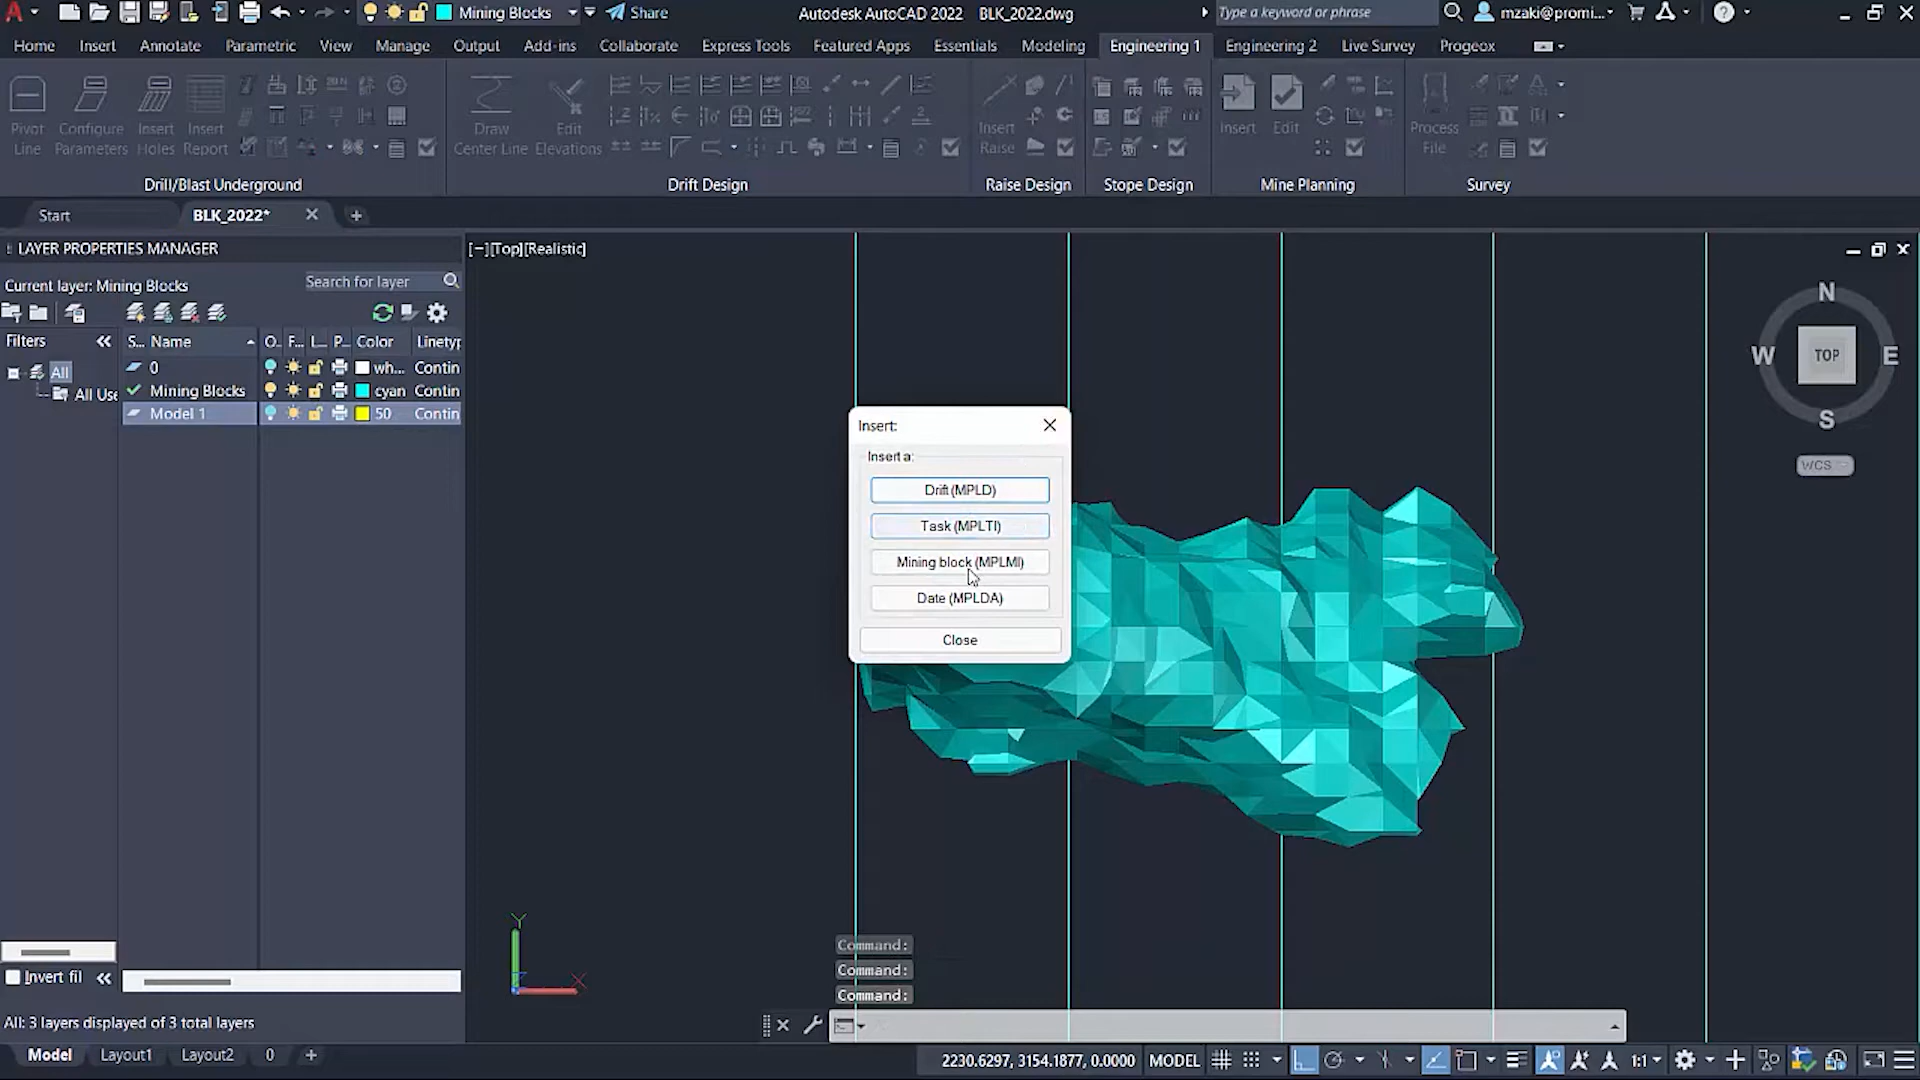 Mining Blocks
Share
Autodesk AutoCAD 2022 BLK_2022.dwg
Type a keyword or phrase
mzaki@promi...
Home Insert Annotate Parametric View Manage Output Add-ins Collaborate Express Tools Featured Apps Essentials Modeling Engineering 1 Engineering 2 Live Survey Progeox
Pivot Line
Configure Parameters
Insert Holes
Insert Report
Draw Center Line
Edit Elevations
Insert Raise
Insert
Edit
Process File
Drill/Blast Underground
Drift Design
Raise Design
Stope Design
Mine Planning
Survey
Start
BLK_2022*
LAYER PROPERTIES MANAGER
[−][Top][Realistic]
Current layer: Mining Blocks
Search for layer
Filters
S... Name O.. F... L... P.. Color Linetyp
All
All Use
0 wh... Contin
Mining Blocks cyan Contin
Model 1 50 Contin
N
W TOP E
S
WCS
Insert:
Insert a:
Drift (MPLD)
Task (MPLTI)
Mining block (MPLMI)
Date (MPLDA)
Close
Y
X
Command:
Command:
Command:
Invert fil
All: 3 layers displayed of 3 total layers
Model Layout1 Layout2 0 +
2230.6297, 3154.1877, 0.0000 MODEL
1:1